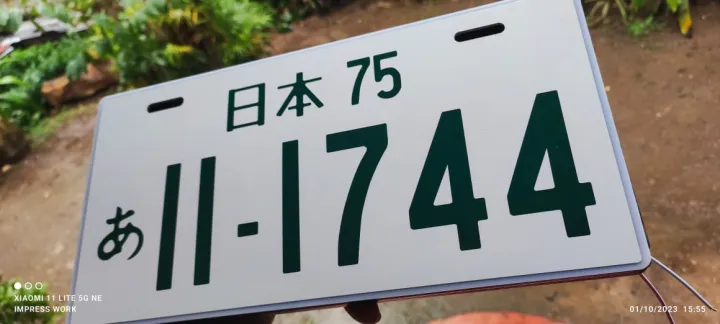 日本 75
あ 11-1744
XIAOMI 11 LITE 5G NE
IMPRESS WORK
01/10/2023 15:55